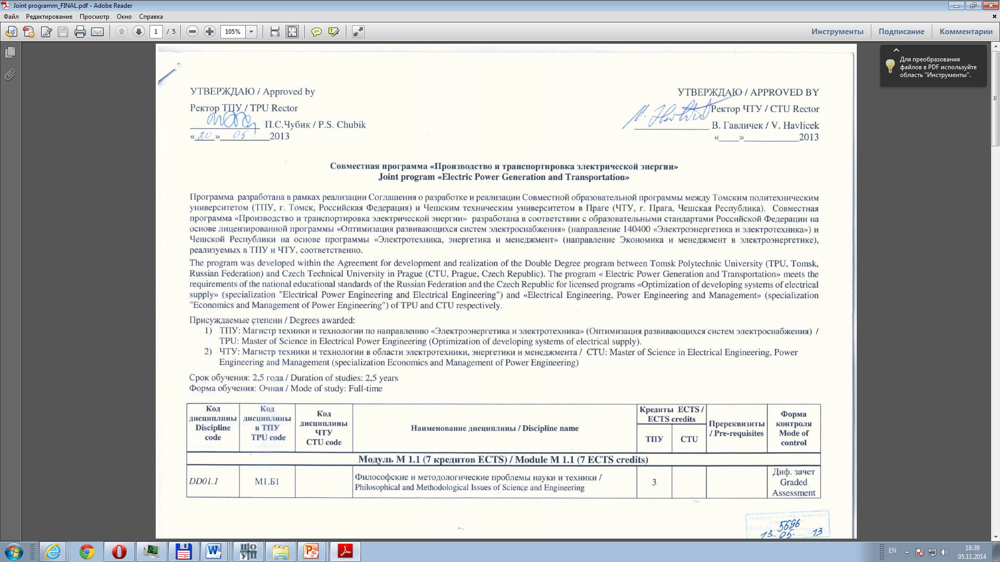 Joint programm_FINAL.pdf - Adobe Reader
Файл Редактирование Просмотр Окно Справка
1 / 5 105% Инструменты Подписание Комментарии
Для преобразования
файлов в PDF используйте
область "Инструменты".
УТВЕРЖДАЮ / Approved by
Ректор ТПУ / TPU Rector
П.С.Чубик / P.S. Chubik
«20» 05 2013
УТВЕРЖДАЮ / APPROVED BY
Ректор ЧТУ / CTU Rector
В. Гавличек / V. Havlicek
«____»___________2013
Совместная программа «Производство и транспортировка электрической энергии»
Joint program «Electric Power Generation and Transportation»
Программа разработана в рамках реализации Соглашения о разработке и реализации Совместной образовательной программы между Томским политехническим
университетом (ТПУ, г. Томск, Российская Федерация) и Чешским техническим университетом в Праге (ЧТУ, г. Прага, Чешская Республика). Совместная
программа «Производство и транспортировка электрической энергии» разработана в соответствии с образовательными стандартами Российской Федерации на
основе лицензированной программы «Оптимизация развивающихся систем электроснабжения» (направление 140400 «Электроэнергетика и электротехника») и
Чешской Республики на основе программы «Электротехника, энергетика и менеджмент» (направление Экономика и менеджмент в электроэнергетике),
реализуемых в ТПУ и ЧТУ, соответственно.
The program was developed within the Agreement for development and realization of the Double Degree program between Tomsk Polytechnic University (TPU, Tomsk,
Russian Federation) and Czech Technical University in Prague (CTU, Prague, Czech Republic). The program « Electric Power Generation and Transportation» meets the
requirements of the national educational standards of the Russian Federation and the Czech Republic for licensed programs «Optimization of developing systems of electrical
supply» (specialization "Electrical Power Engineering and Electrical Engineering") and «Electrical Engineering, Power Engineering and Management» (specialization
"Economics and Management of Power Engineering") of TPU and CTU respectively.
Присуждаемые степени / Degrees awarded:
1) ТПУ: Магистр техники и технологии по направлению «Электроэнергетика и электротехника» (Оптимизация развивающихся систем электроснабжения) /
TPU: Master of Science in Electrical Power Engineering (Optimization of developing systems of electrical supply).
2) ЧТУ: Магистр техники и технологии в области электротехники, энергетики и менеджмента / CTU: Master of Science in Electrical Engineering, Power
Engineering and Management (specialization Economics and Management of Power Engineering)
Срок обучения: 2,5 года / Duration of studies: 2,5 years
Форма обучения: Очная / Mode of study: Full-time
Код
дисциплины
Discipline
code
Код
дисциплины
в ТПУ
TPU code
Код
дисциплины
ЧТУ
CTU code
Наименование дисциплины / Discipline name
Кредиты ECTS /
ECTS credits
ТПУ CTU
Пререквизиты
/ Pre-requisites
Форма
контроля
Mode of
control
Модуль М 1.1 (7 кредитов ECTS) / Module M 1.1 (7 ECTS credits)
DD01.1
М1.Б1
Философские и методологические проблемы науки и техники /
Philosophical and Methodological Issues of Science and Engineering
3
Диф. зачет
Graded
Assessment
Томский политехнический
5696
13. 05. 13
EN 18:39
05.11.2014